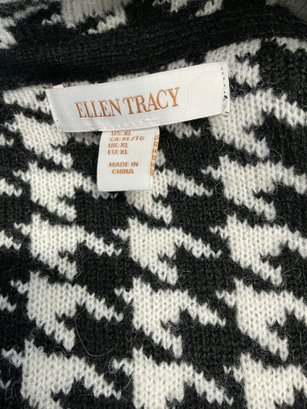 ELLEN TRACY
US:XL
CA:XL/TG
UK:XL
EU:XL
MADE IN
CHINA